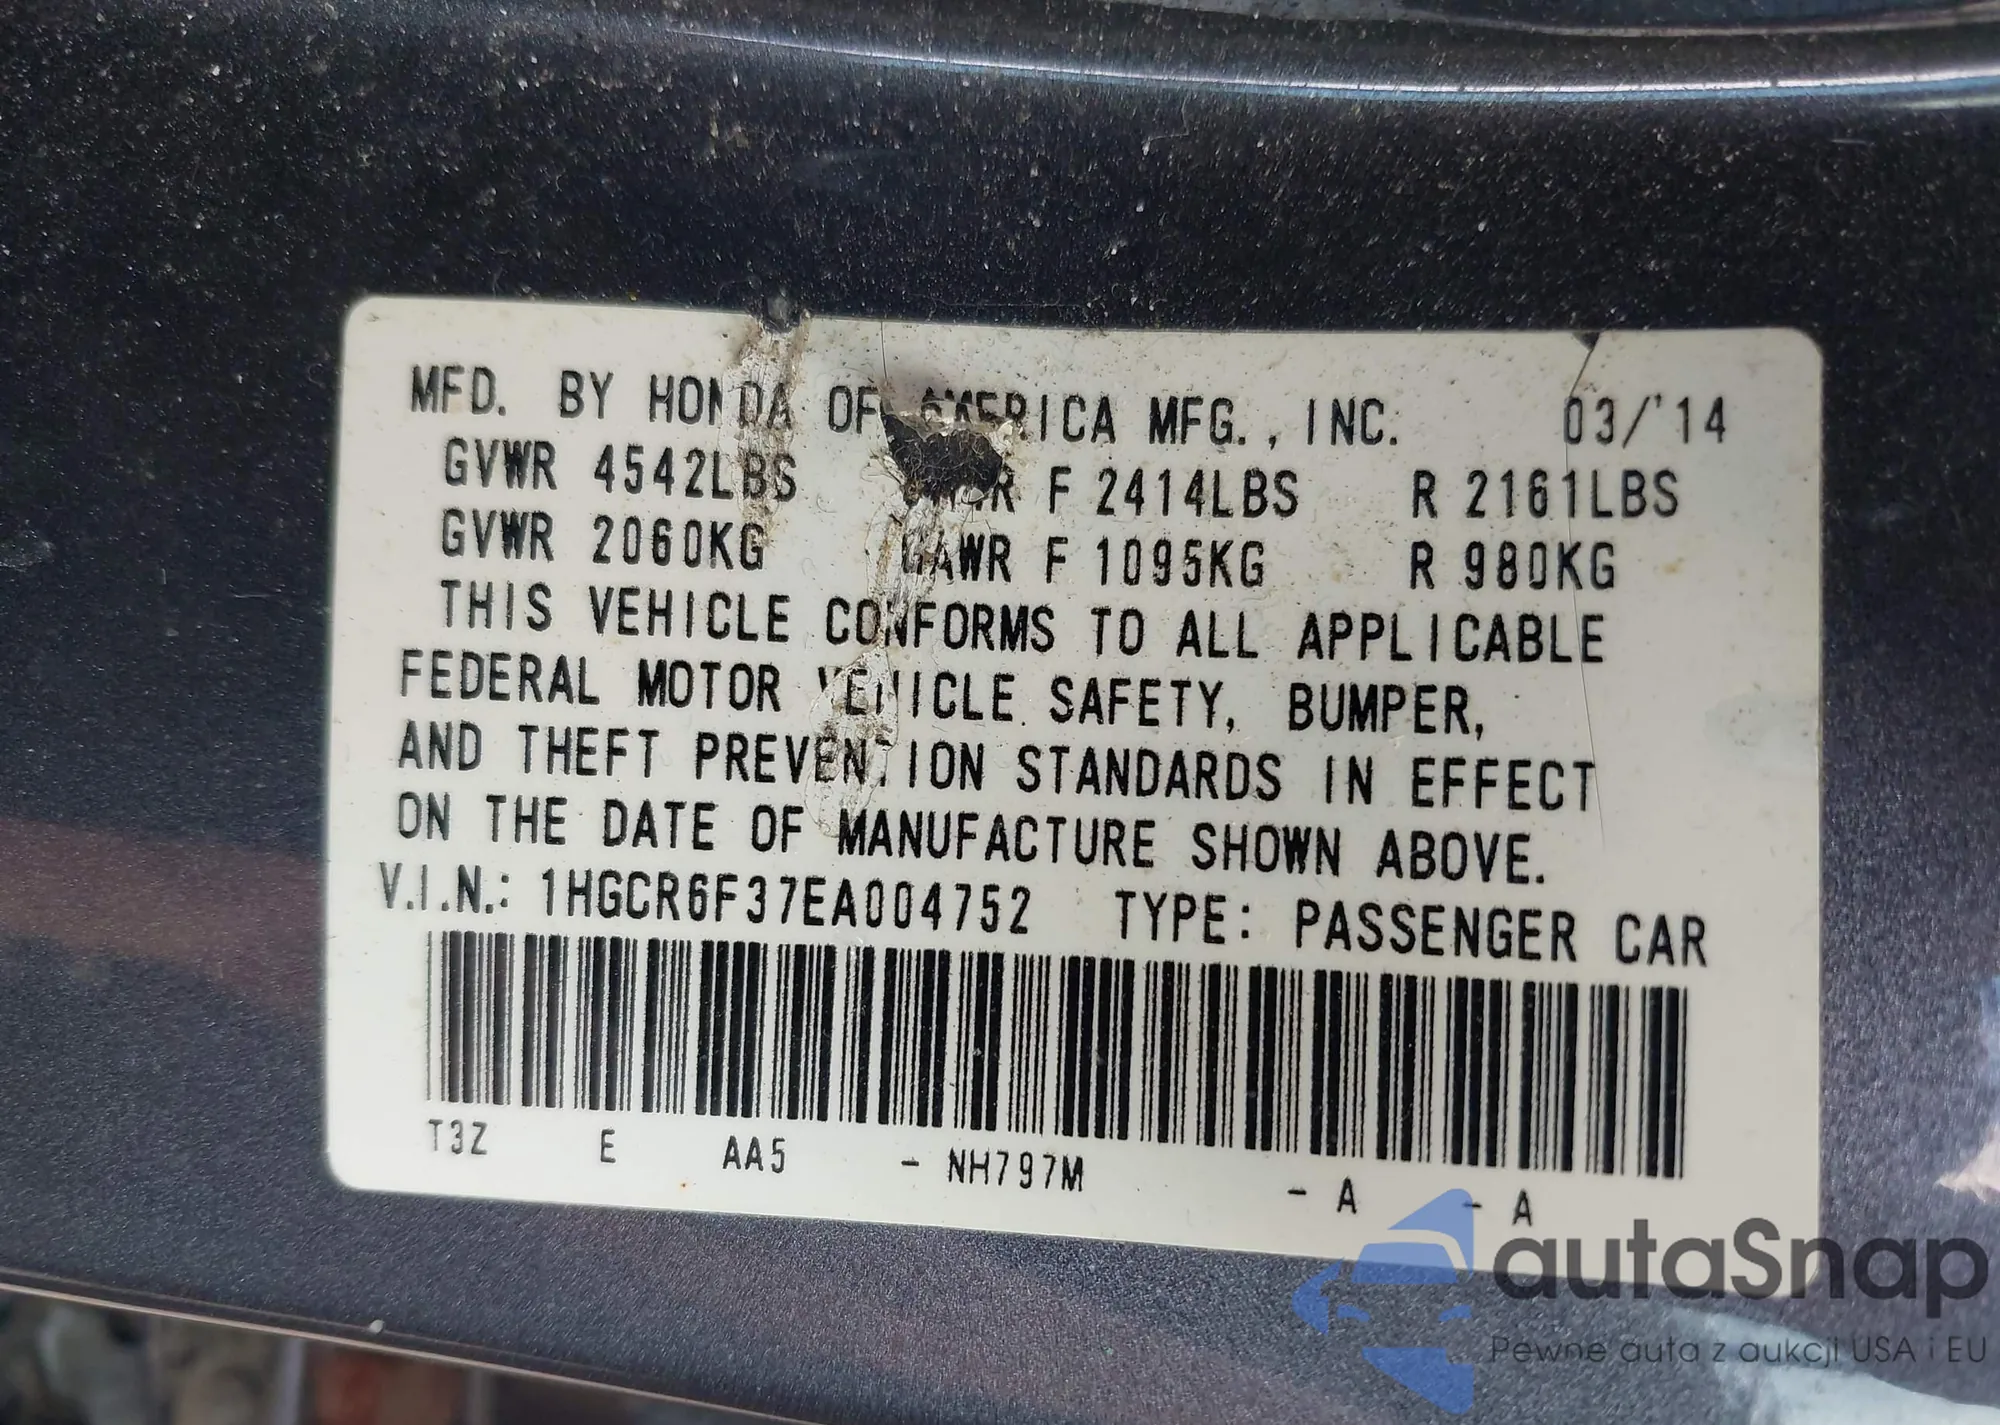 MFD. BY HONDA OF AMERICA MFG., INC. 03/'14
GVWR 4542LBS GAWR F 2414LBS R 2161LBS
GVWR 2060KG GAWR F 1095KG R 980KG
THIS VEHICLE CONFORMS TO ALL APPLICABLE
FEDERAL MOTOR VEHICLE SAFETY, BUMPER,
AND THEFT PREVENTION STANDARDS IN EFFECT
ON THE DATE OF MANUFACTURE SHOWN ABOVE.
V.I.N.: 1HGCR6F37EA004752 TYPE: PASSENGER CAR
T3Z E AA5 - NH797M - A - A
autaSnap
Pewne auta z aukcji USA i EU